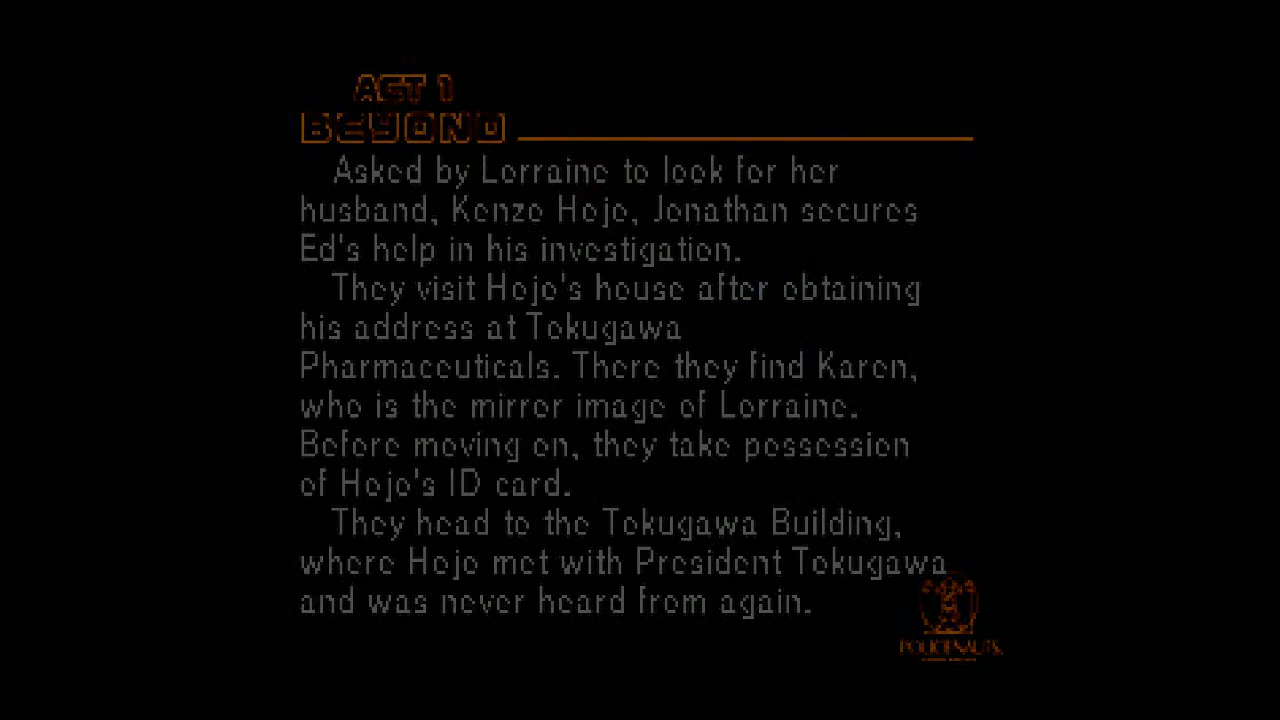 ACT 1
BEYOND
Asked by Lorraine to look for her
husband, Kenzo Hojo, Jonathan secures
Ed's help in his investigation.
They visit Hojo's house after obtaining
his address at Tokugawa
Pharmaceuticals. There they find Karen,
who is the mirror image of Lorraine.
Before moving on, they take possession
of Hojo's ID card.
They head to the Tokugawa Building,
where Hojo met with President Tokugawa
and was never heard from again.
POLICENAUTS